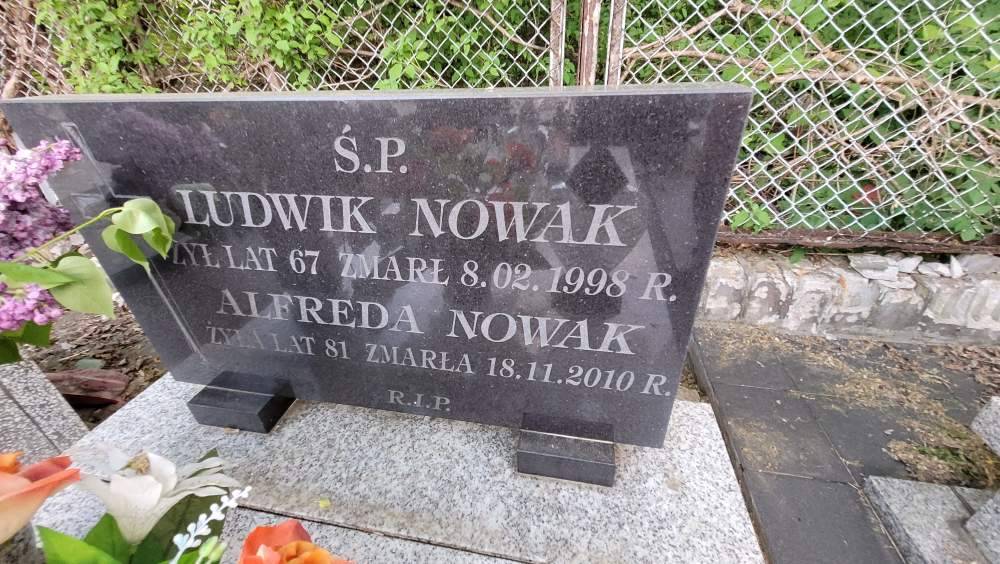 Ś.P.
LUDWIK NOWAK
ŻYŁ LAT 67 ZMARŁ 8.02.1998 R.
ALFREDA NOWAK
ŻYŁA LAT 81 ZMARŁA 18.11.2010 R.
R.I.P.